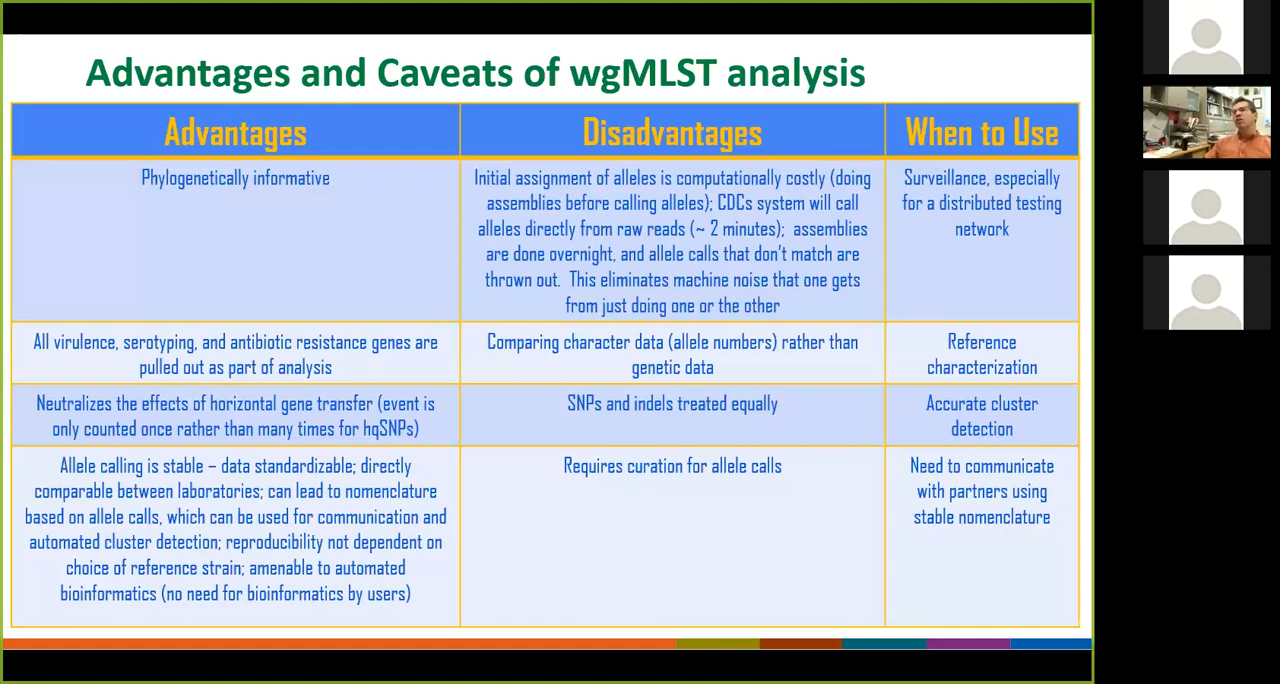 Advantages and Caveats of wgMLST analysis
Advantages
Disadvantages
When to Use
Phylogenetically informative
Initial assignment of alleles is computationally costly (doing
assemblies before calling alleles); CDCs system will call
alleles directly from raw reads (~ 2 minutes); assemblies
are done overnight, and allele calls that don't match are
thrown out. This eliminates machine noise that one gets
from just doing one or the other
Surveillance, especially
for a distributed testing
network
All virulence, serotyping, and antibiotic resistance genes are
pulled out as part of analysis
Comparing character data (allele numbers) rather than
genetic data
Reference
characterization
Neutralizes the effects of horizontal gene transfer (event is
only counted once rather than many times for hqSNPs)
SNPs and indels treated equally
Accurate cluster
detection
Allele calling is stable – data standardizable; directly
comparable between laboratories; can lead to nomenclature
based on allele calls, which can be used for communication and
automated cluster detection; reproducibility not dependent on
choice of reference strain; amenable to automated
bioinformatics (no need for bioinformatics by users)
Requires curation for allele calls
Need to communicate
with partners using
stable nomenclature